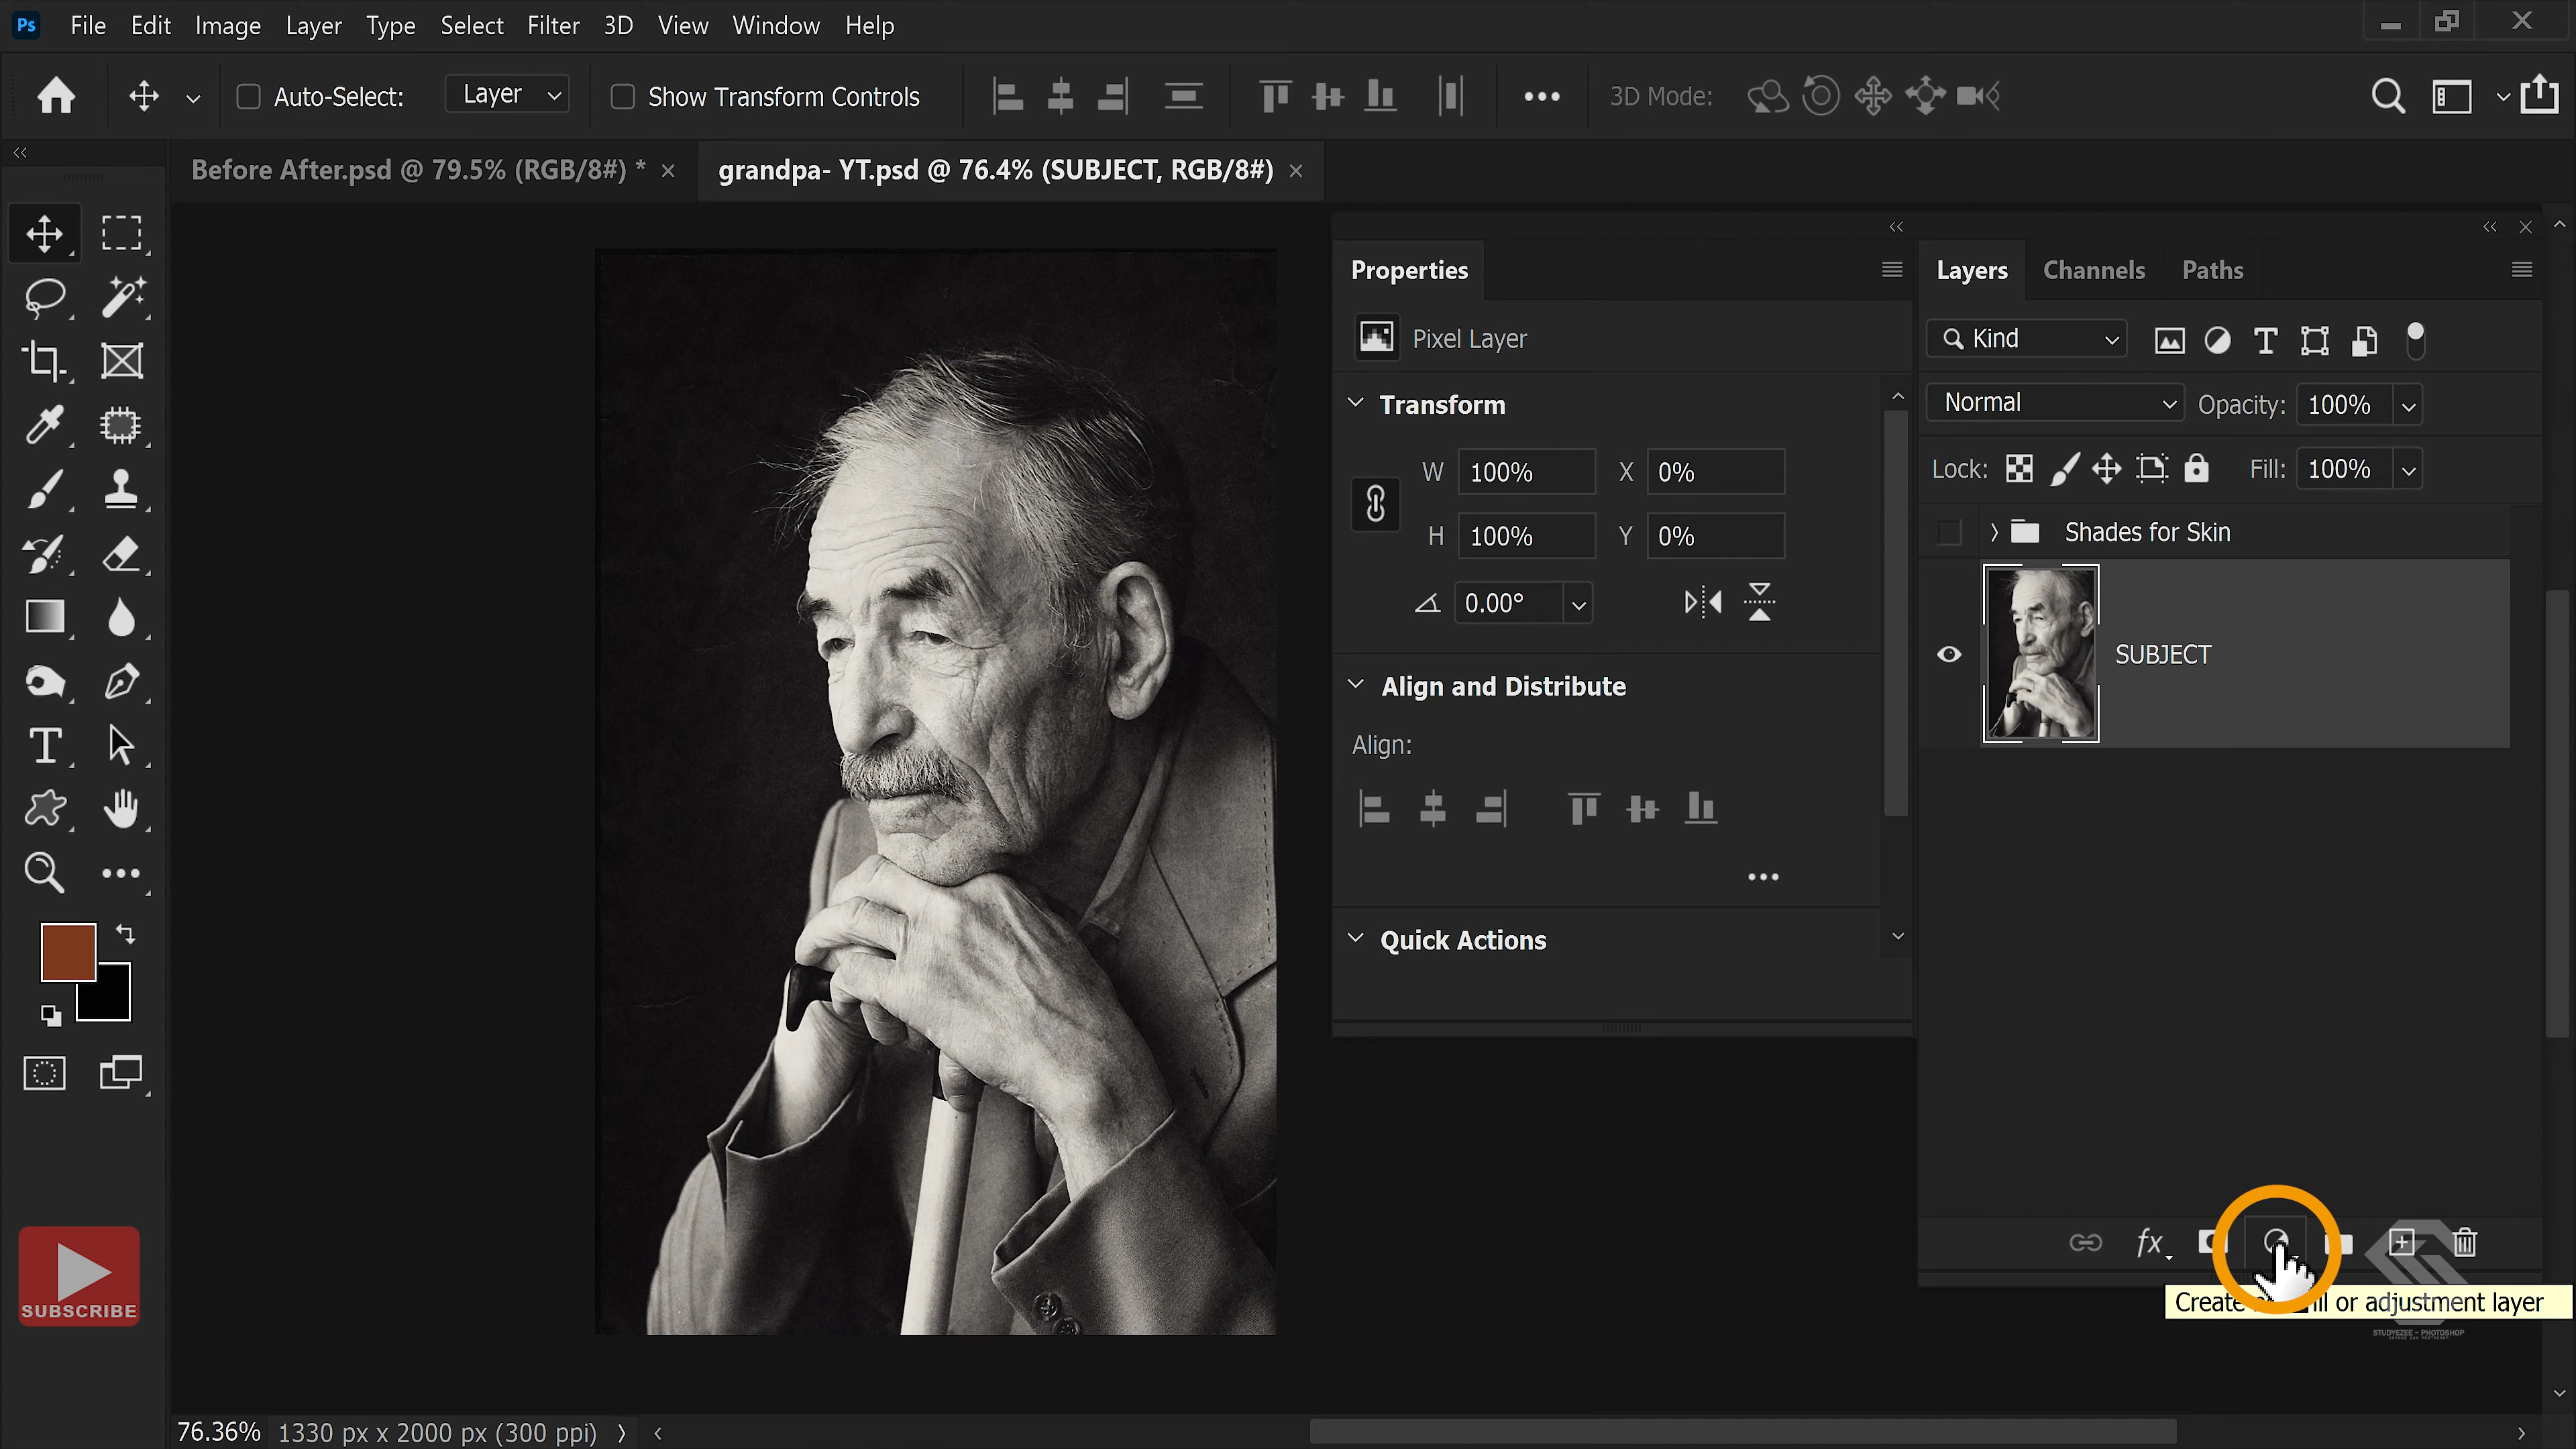 Ps File Edit Image Layer Type Select Filter 3D View Window Help
Auto-Select: Layer Show Transform Controls 3D Mode:
Before After.psd @ 79.5% (RGB/8#) * × grandpa- YT.psd @ 76.4% (SUBJECT, RGB/8#) ×
Properties
Pixel Layer
Transform
W 100% X 0%
H 100% Y 0%
0.00°
Align and Distribute
Align:
Quick Actions
Layers Channels Paths
Kind
Normal Opacity: 100%
Lock: Fill: 100%
Shades for Skin
SUBJECT
fx
Create ill or adjustment layer
STUDYEZEE - PHOTOSHOP
SUBSCRIBE
76.36% 1330 px x 2000 px (300 ppi)